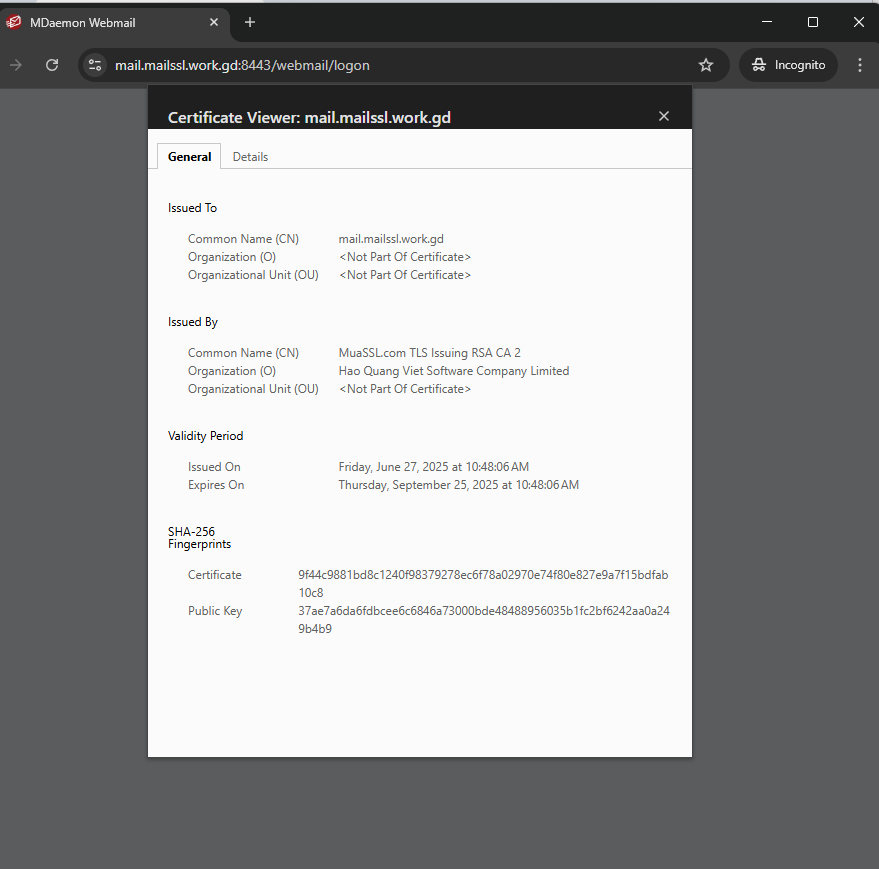 MDaemon Webmail
mail.mailssl.work.gd:8443/webmail/logon
Incognito
Certificate Viewer: mail.mailssl.work.gd
General Details
Issued To
Common Name (CN) mail.mailssl.work.gd
Organization (O) <Not Part Of Certificate>
Organizational Unit (OU) <Not Part Of Certificate>
Issued By
Common Name (CN) MuaSSL.com TLS Issuing RSA CA 2
Organization (O) Hao Quang Viet Software Company Limited
Organizational Unit (OU) <Not Part Of Certificate>
Validity Period
Issued On Friday, June 27, 2025 at 10:48:06 AM
Expires On Thursday, September 25, 2025 at 10:48:06 AM
SHA-256
Fingerprints
Certificate 9f44c9881bd8c1240f98379278ec6f78a02970e74f80e827e9a7f15bdfab
10c8
Public Key 37ae7a6da6fdbcee6c6846a73000bde48488956035b1fc2bf6242aa0a24
9b4b9